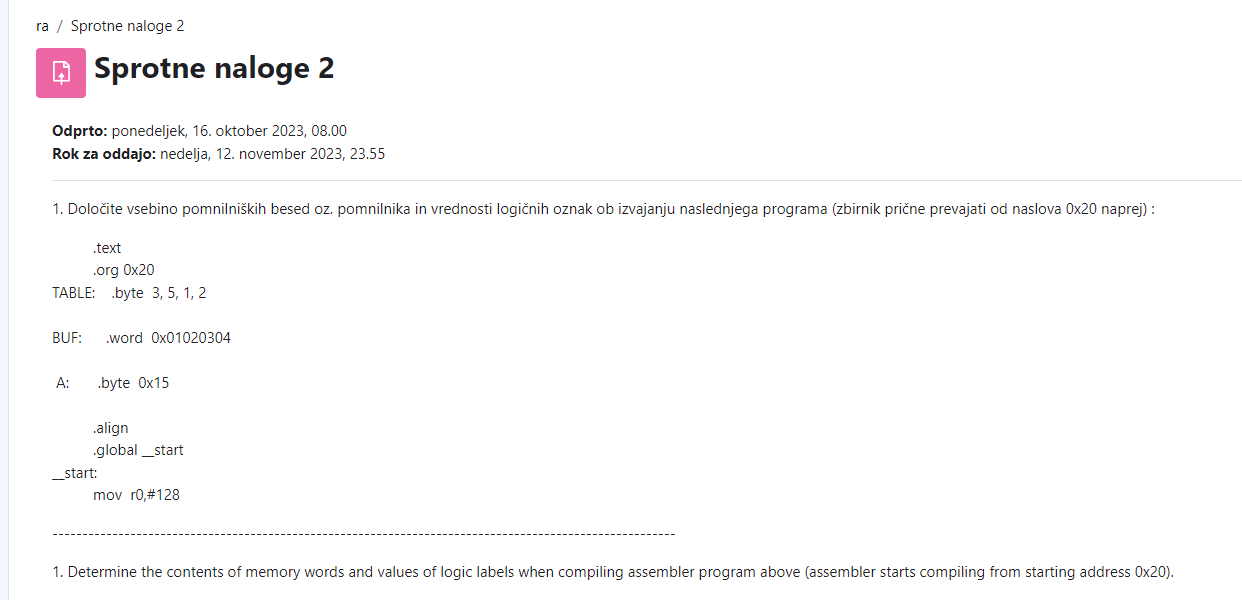 ra / Sprotne naloge 2
Sprotne naloge 2
Odprto: ponedeljek, 16. oktober 2023, 08.00
Rok za oddajo: nedelja, 12. november 2023, 23.55
1. Določite vsebino pomnilniških besed oz. pomnilnika in vrednosti logičnih oznak ob izvajanju naslednjega programa (zbirnik prične prevajati od naslova 0x20 naprej) :
.text
.org 0x20
TABLE: .byte 3, 5, 1, 2
BUF: .word 0x01020304
A: .byte 0x15
.align
.global __start
__start:
mov r0,#128
--------------------------------------------------------------------------------------------------------
1. Determine the contents of memory words and values of logic labels when compiling assembler program above (assembler starts compiling from starting address 0x20).